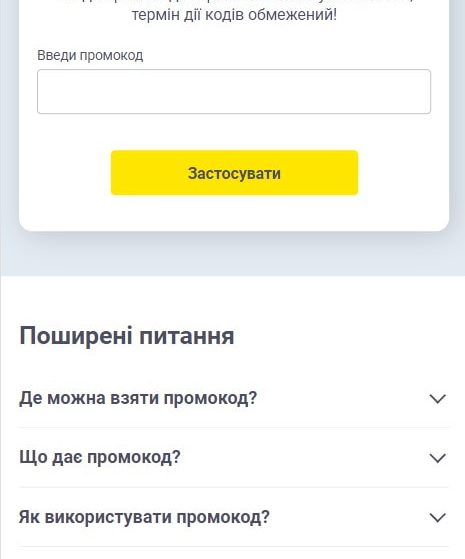 термін дії кодів обмежений!
Введи промокод
Застосувати
Поширені питання
Де можна взяти промокод?
Що дає промокод?
Як використувати промокод?